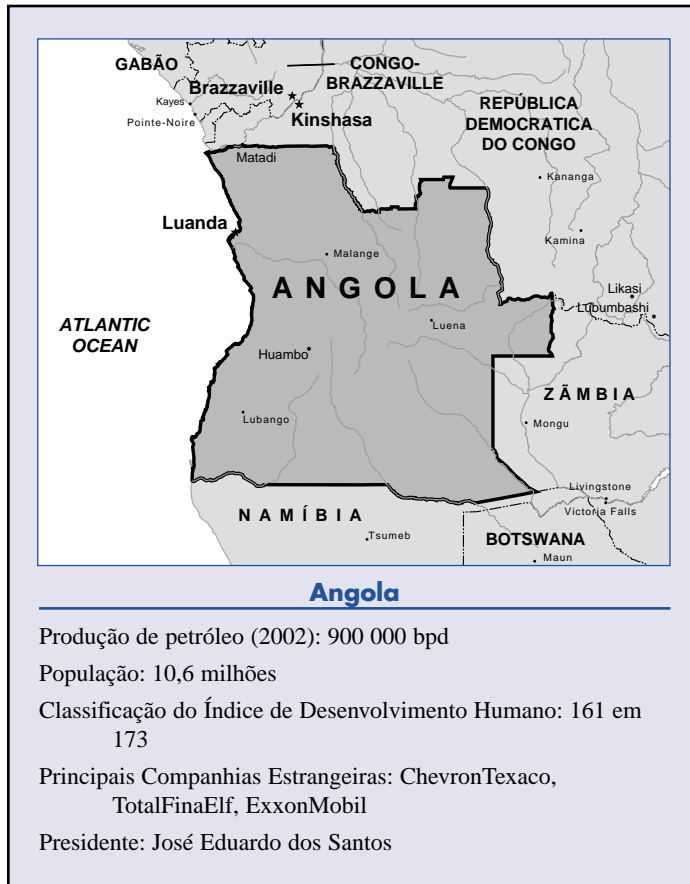 GABÃO
CONGO-
BRAZZAVILLE
Brazzaville
Kayes
Kinshasa
Pointe-Noire
REPÚBLICA
DEMOCRATICA
DO CONGO
Matadi
Kananga
Luanda
Kamina
Malange
ANGOLA
Likasi
Lubumbashi
ATLANTIC
OCEAN
Luena
Huambo
ZÃMBIA
Lubango
Mongu
Livingstone
Victoria Falls
NAMÍBIA
Tsumeb
BOTSWANA
Maun
Angola
Produção de petróleo (2002): 900 000 bpd
População: 10,6 milhões
Classificação do Índice de Desenvolvimento Humano: 161 em
173
Principais Companhias Estrangeiras: ChevronTexaco,
TotalFinaElf, ExxonMobil
Presidente: José Eduardo dos Santos